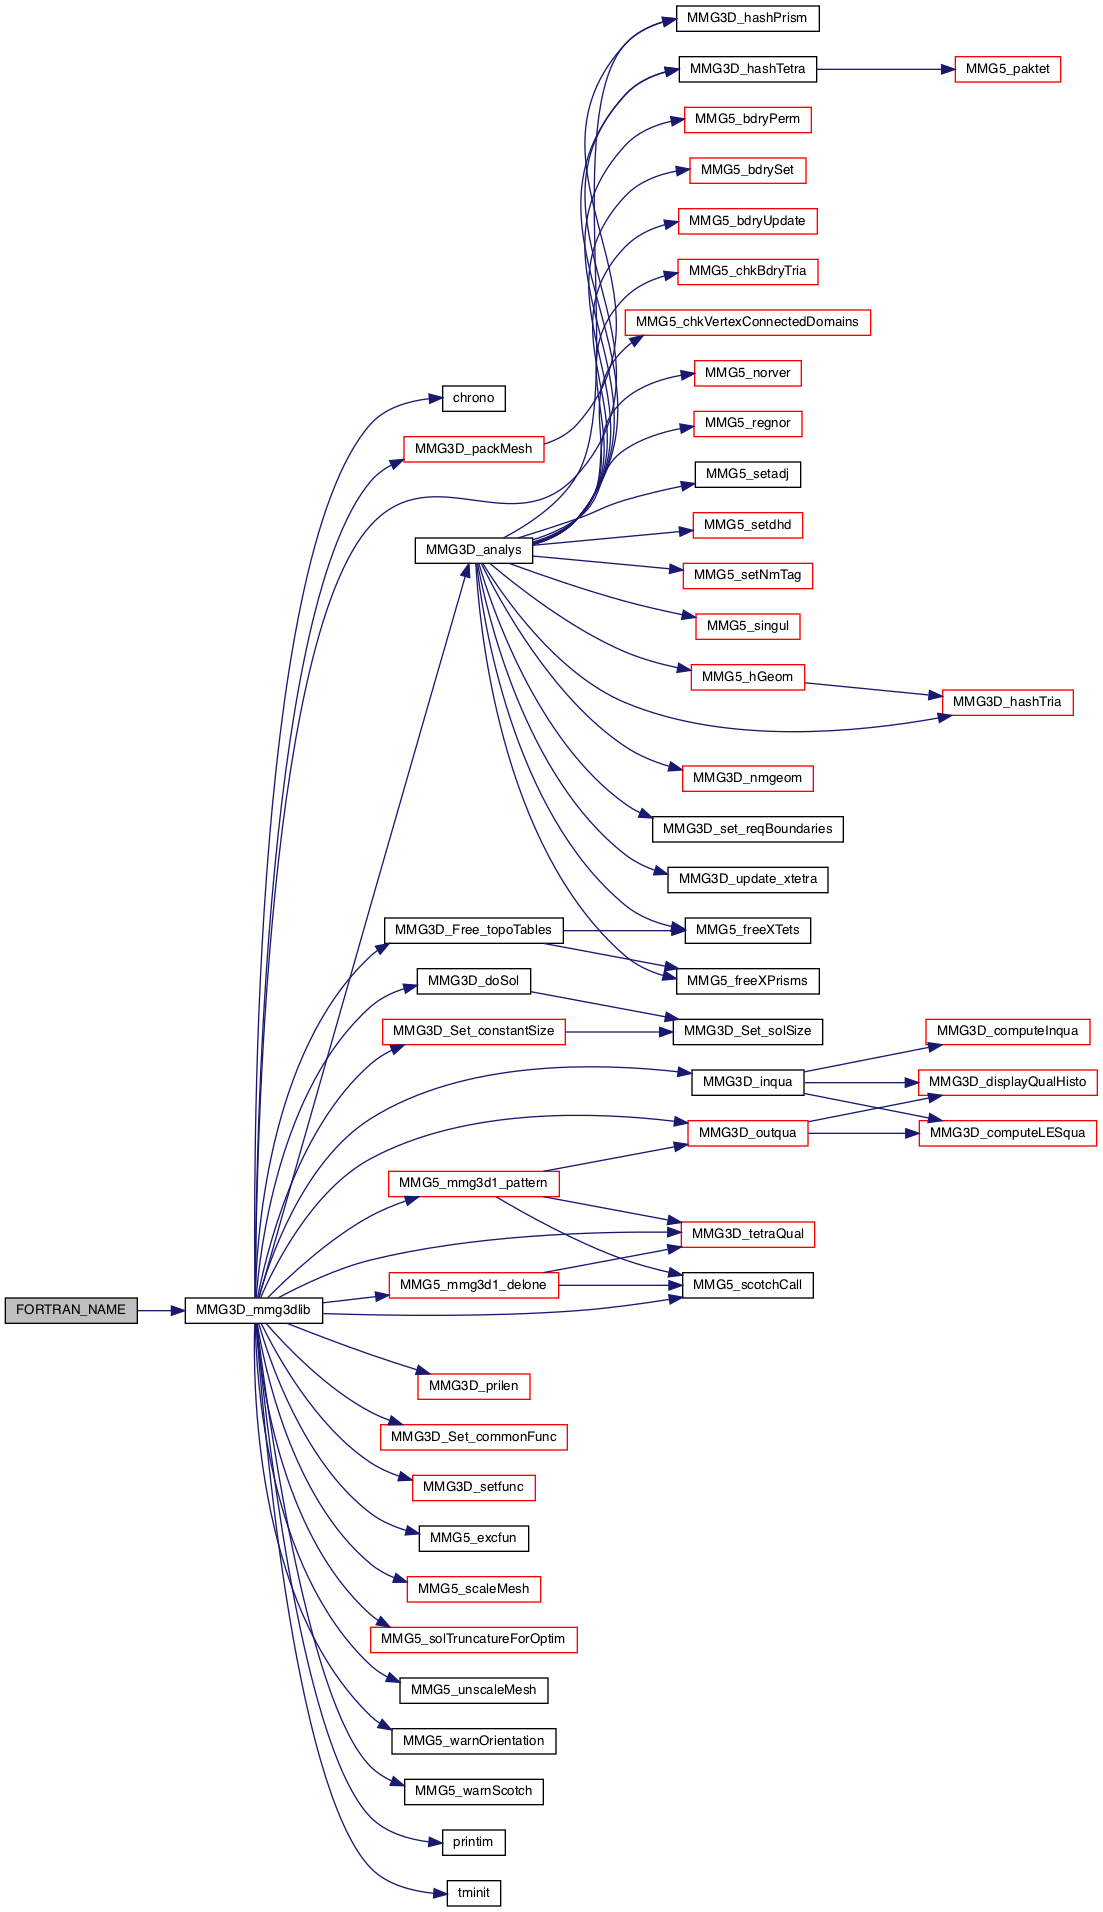 MMG3D_hashPrism
MMG3D_hashTetra
MMG5_paktet
MMG5_bdryPerm
MMG5_bdrySet
MMG5_bdryUpdate
MMG5_chkBdryTria
MMG5_chkVertexConnectedDomains
MMG5_norver
chrono
MMG5_regnor
MMG3D_packMesh
MMG5_setadj
MMG5_setdhd
MMG3D_analys
MMG5_setNmTag
MMG5_singul
MMG5_hGeom
MMG3D_hashTria
MMG3D_nmgeom
MMG3D_set_reqBoundaries
MMG3D_update_xtetra
MMG3D_Free_topoTables
MMG5_freeXTets
MMG3D_doSol
MMG5_freeXPrisms
MMG3D_Set_constantSize
MMG3D_Set_solSize
MMG3D_computeInqua
MMG3D_inqua
MMG3D_displayQualHisto
MMG3D_outqua
MMG3D_computeLESqua
MMG5_mmg3d1_pattern
MMG3D_tetraQual
MMG5_mmg3d1_delone
MMG5_scotchCall
FORTRAN_NAME
MMG3D_mmg3dlib
MMG3D_prilen
MMG3D_Set_commonFunc
MMG3D_setfunc
MMG5_excfun
MMG5_scaleMesh
MMG5_solTruncatureForOptim
MMG5_unscaleMesh
MMG5_warnOrientation
MMG5_warnScotch
printim
tminit